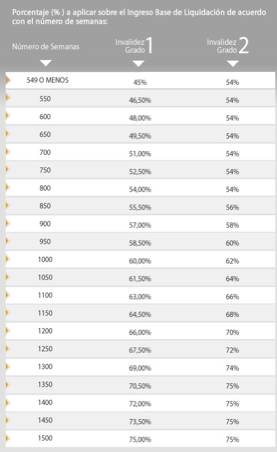 Porcentaje (%) a aplicar sobre el Ingreso Base de Liquidación de acuerdo
con el número de semanas:
Número de Semanas Invalidez Grado 1 Invalidez Grado 2
549 O MENOS 45% 54%
550 46,50% 54%
600 48,00% 54%
650 49,50% 54%
700 51,00% 54%
750 52,50% 54%
800 54,00% 54%
850 55,50% 56%
900 57,00% 58%
950 58,50% 60%
1000 60,00% 62%
1050 61,50% 64%
1100 63,00% 66%
1150 64,50% 68%
1200 66,00% 70%
1250 67,50% 72%
1300 69,00% 74%
1350 70,50% 75%
1400 72,00% 75%
1450 73,50% 75%
1500 75,00% 75%